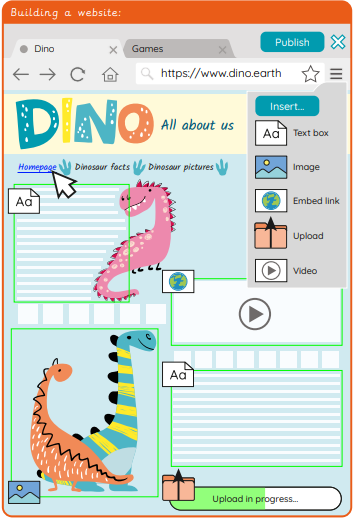 Building a website:
Publish
Dino
Games
https://www.dino.earth
DINO
All about us
Insert...
Aa Text box
Image
Embed link
Upload
Video
Homepage Dinosaur facts Dinosaur pictures
Aa
Aa
Upload in progress...